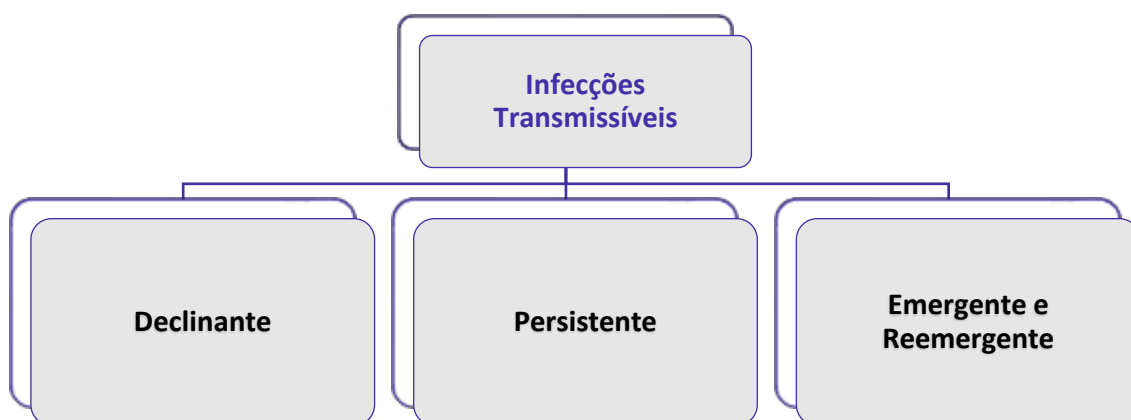 Infecções
Transmissíveis
Declinante
Persistente
Emergente e
Reemergente